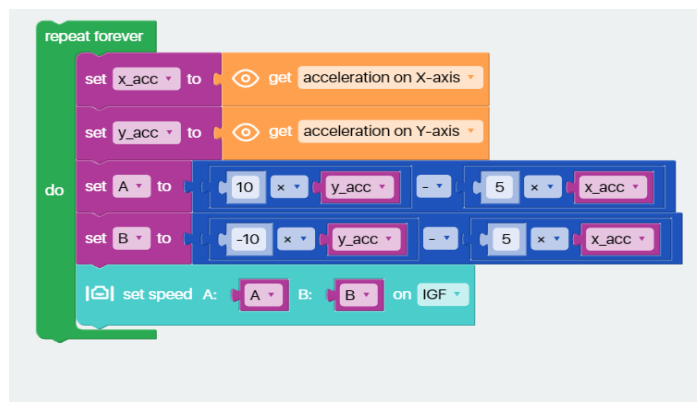 repeat forever
set x_acc to get acceleration on X-axis
set y_acc to get acceleration on Y-axis
do set A to 10 × y_acc - 5 × x_acc
set B to -10 × y_acc - 5 × x_acc
set speed A: A B: B on IGF